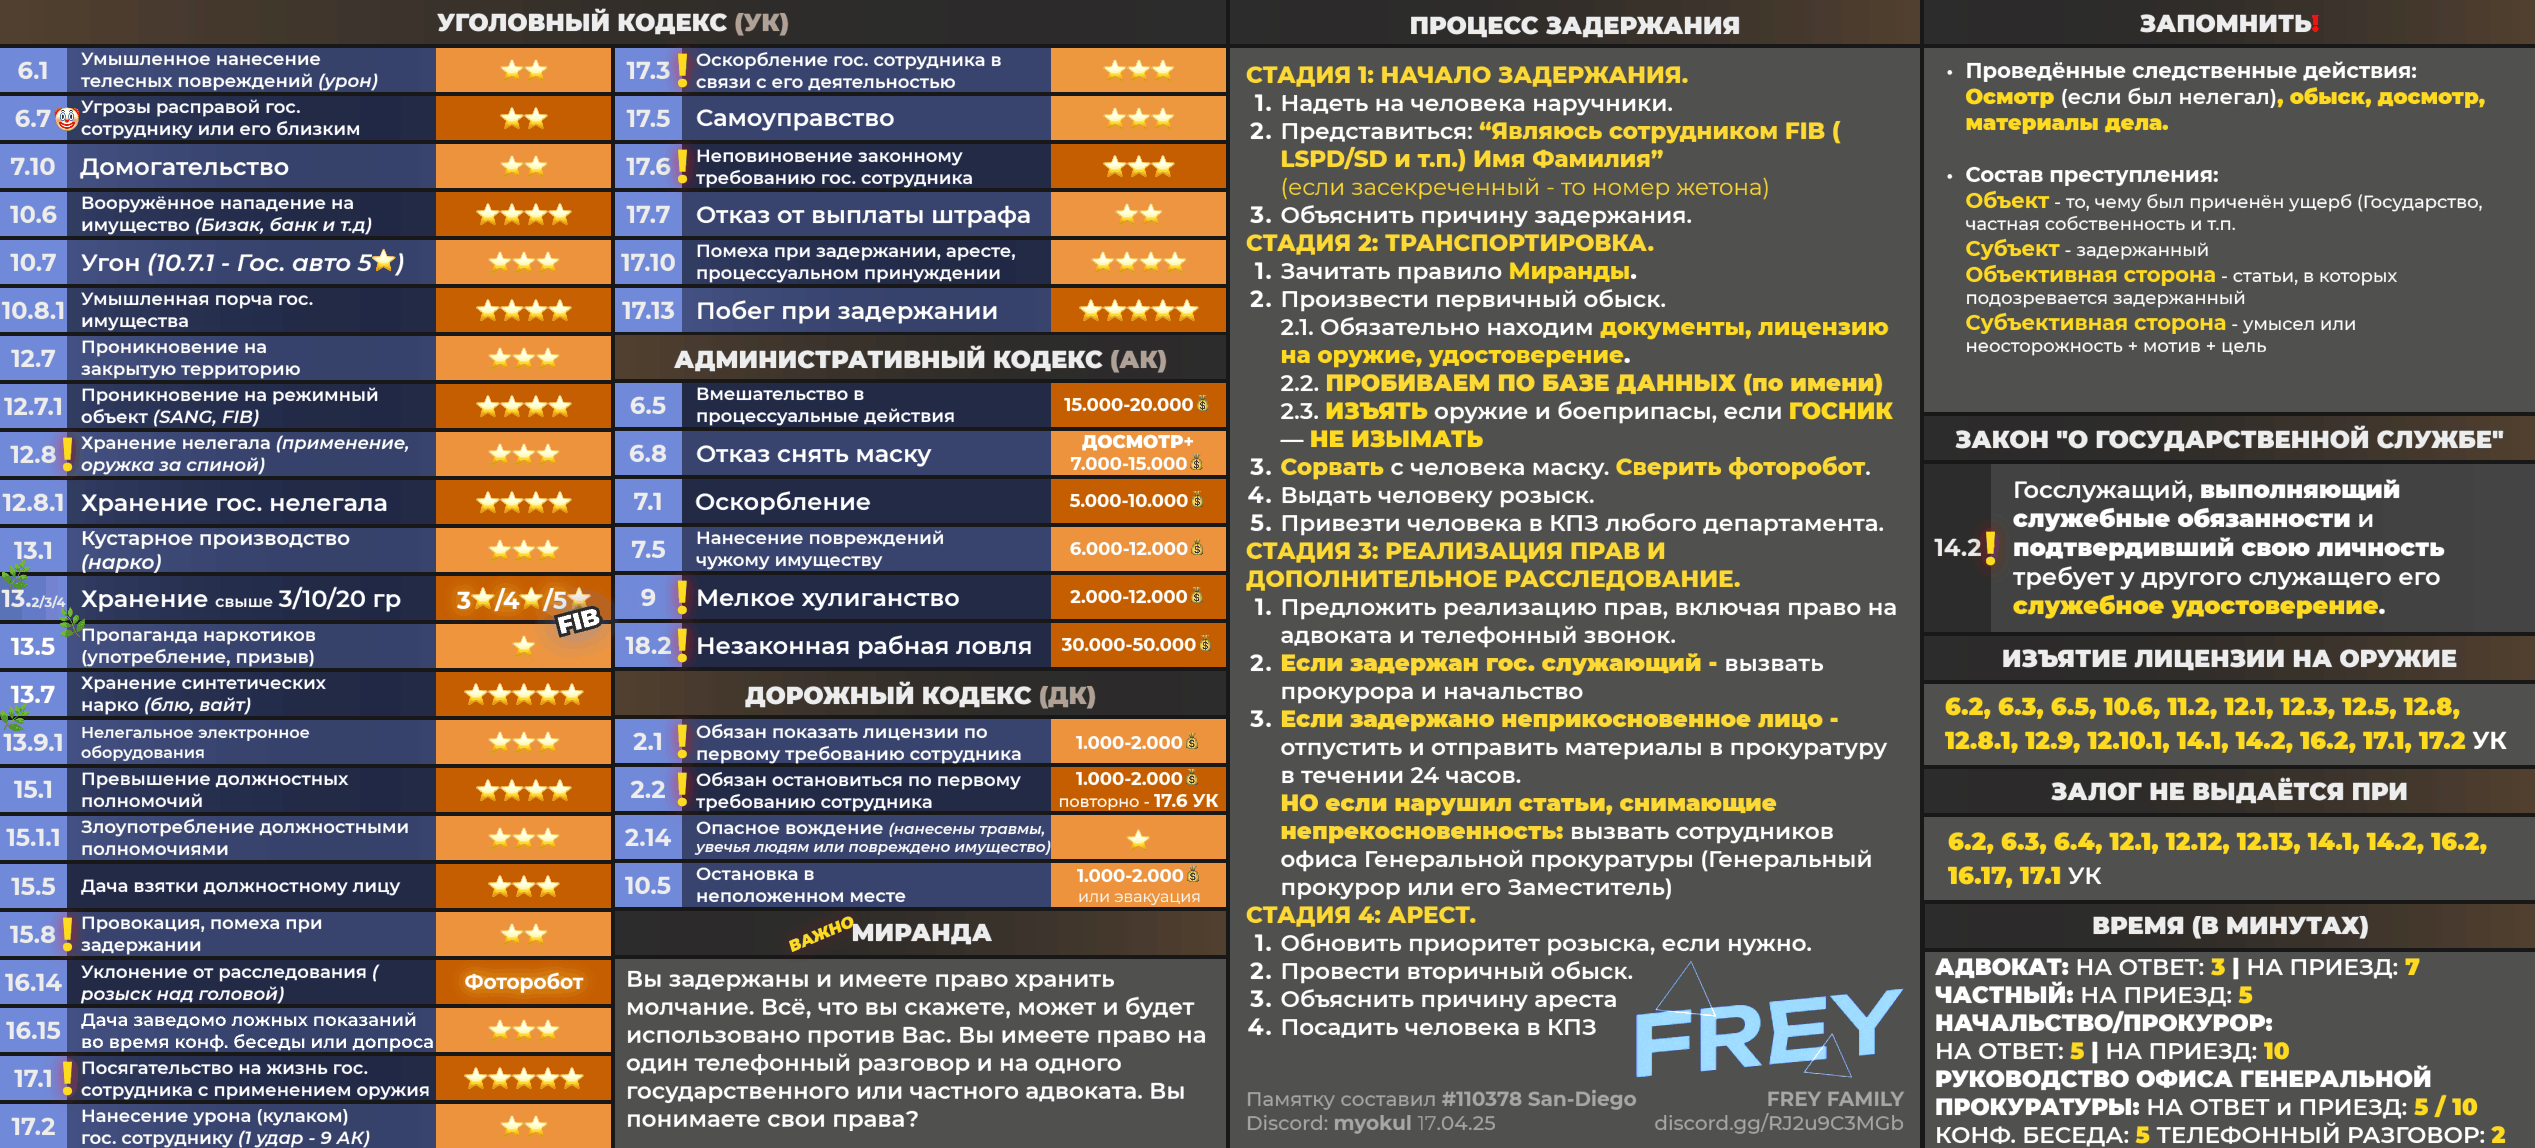 УГОЛОВНЫЙ КОДЕКС (УК)
6.1
Умышленное нанесение
телесных повреждений (урон)
6.7
Угрозы расправой гос.
сотруднику или его близким
7.10
Домогательство
10.6
Вооружённое нападение на
имущество (Бизак, банк и т.д)
10.7
Угон (10.7.1 - Гос. авто 5⭐)
10.8.1
Умышленная порча гос.
имущества
12.7
Проникновение на
закрытую территорию
12.7.1
Проникновение на режимный
объект (SANG, FIB)
12.8
Хранение нелегала (применение,
оружка за спиной)
12.8.1
Хранение гос. нелегала
13.1
Кустарное производство
(нарко)
13.2/3/4
Хранение свыше 3/10/20 гр
3⭐/4⭐/5⭐
FIB
13.5
Пропаганда наркотиков
(употребление, призыв)
13.7
Хранение синтетических
нарко (блю, вайт)
13.9.1
Нелегальное электронное
оборудования
15.1
Превышение должностных
полномочий
15.1.1
Злоупотребление должностными
полномочиями
15.5
Дача взятки должностному лицу
15.8
Провокация, помеха при
задержании
16.14
Уклонение от расследования (
розыск над головой)
Фоторобот
16.15
Дача заведомо ложных показаний
во время конф. беседы или допроса
17.1
Посягательство на жизнь гос.
сотрудника с применением оружия
17.2
Нанесение урона (кулаком)
гос. сотруднику (1 удар - 9 АК)
17.3
Оскорбление гос. сотрудника в
связи с его деятельностью
17.5
Самоуправство
17.6
Неповиновение законному
требованию гос. сотрудника
17.7
Отказ от выплаты штрафа
17.10
Помеха при задержании, аресте,
процессуальном принуждении
17.13
Побег при задержании
АДМИНИСТРАТИВНЫЙ КОДЕКС (АК)
6.5
Вмешательство в
процессуальные действия
15.000-20.000
6.8
Отказ снять маску
ДОСМОТР+
7.000-15.000
7.1
Оскорбление
5.000-10.000
7.5
Нанесение повреждений
чужому имуществу
6.000-12.000
9
Мелкое хулиганство
2.000-12.000
18.2
Незаконная рабная ловля
30.000-50.000
ДОРОЖНЫЙ КОДЕКС (ДК)
2.1
Обязан показать лицензии по
первому требованию сотрудника
1.000-2.000
2.2
Обязан остановиться по первому
требованию сотрудника
1.000-2.000
повторно - 17.6 УК
2.14
Опасное вождение (нанесены травмы,
увечья людям или повреждено имущество)
10.5
Остановка в
неположенном месте
1.000-2.000
или эвакуация
ВАЖНО
МИРАНДА
Вы задержаны и имеете право хранить
молчание. Всё, что вы скажете, может и будет
использовано против Вас. Вы имеете право на
один телефонный разговор и на одного
государственного или частного адвоката. Вы
понимаете свои права?
ПРОЦЕСС ЗАДЕРЖАНИЯ
СТАДИЯ 1: НАЧАЛО ЗАДЕРЖАНИЯ.
1. Надеть на человека наручники.
2. Представиться: “Являюсь сотрудником FIB (
LSPD/SD и т.п.) Имя Фамилия”
(если засекреченный - то номер жетона)
3. Объяснить причину задержания.
СТАДИЯ 2: ТРАНСПОРТИРОВКА.
1. Зачитать правило Миранды.
2. Произвести первичный обыск.
2.1. Обязательно находим документы, лицензию
на оружие, удостоверение.
2.2. ПРОБИВАЕМ ПО БАЗЕ ДАННЫХ (по имени)
2.3. ИЗЪЯТЬ оружие и боеприпасы, если ГОСНИК
— НЕ ИЗЫМАТЬ
3. Сорвать с человека маску. Сверить фоторобот.
4. Выдать человеку розыск.
5. Привезти человека в КПЗ любого департамента.
СТАДИЯ 3: РЕАЛИЗАЦИЯ ПРАВ И
ДОПОЛНИТЕЛЬНОЕ РАССЛЕДОВАНИЕ.
1. Предложить реализацию прав, включая право на
адвоката и телефонный звонок.
2. Если задержан гос. служающий - вызвать
прокурора и начальство
3. Если задержано неприкосновенное лицо -
отпустить и отправить материалы в прокуратуру
в течении 24 часов.
НО если нарушил статьи, снимающие
непрекосновенность: вызвать сотрудников
офиса Генеральной прокуратуры (Генеральный
прокурор или его Заместитель)
СТАДИЯ 4: АРЕСТ.
1. Обновить приоритет розыска, если нужно.
2. Провести вторичный обыск.
3. Объяснить причину ареста
4. Посадить человека в КПЗ
FREY
Памятку составил #110378 San-Diego
Discord: myokul 17.04.25
FREY FAMILY
discord.gg/RJ2u9C3MGb
ЗАПОМНИТЬ!
• Проведённые следственные действия:
Осмотр (если был нелегал), обыск, досмотр,
материалы дела.
• Состав преступления:
Объект - то, чему был приченён ущерб (Государство,
частная собственность и т.п.
Субъект - задержанный
Объективная сторона - статьи, в которых
подозревается задержанный
Субъективная сторона - умысел или
неосторожность + мотив + цель
ЗАКОН "О ГОСУДАРСТВЕННОЙ СЛУЖБЕ"
14.2
Госслужащий, выполняющий
служебные обязанности и
подтвердивший свою личность
требует у другого служащего его
служебное удостоверение.
ИЗЪЯТИЕ ЛИЦЕНЗИИ НА ОРУЖИЕ
6.2, 6.3, 6.5, 10.6, 11.2, 12.1, 12.3, 12.5, 12.8,
12.8.1, 12.9, 12.10.1, 14.1, 14.2, 16.2, 17.1, 17.2 УК
ЗАЛОГ НЕ ВЫДАЁТСЯ ПРИ
6.2, 6.3, 6.4, 12.1, 12.12, 12.13, 14.1, 14.2, 16.2,
16.17, 17.1 УК
ВРЕМЯ (В МИНУТАХ)
АДВОКАТ: НА ОТВЕТ: 3 | НА ПРИЕЗД: 7
ЧАСТНЫЙ: НА ПРИЕЗД: 5
НАЧАЛЬСТВО/ПРОКУРОР:
НА ОТВЕТ: 5 | НА ПРИЕЗД: 10
РУКОВОДСТВО ОФИСА ГЕНЕРАЛЬНОЙ
ПРОКУРАТУРЫ: НА ОТВЕТ и ПРИЕЗД: 5 / 10
КОНФ. БЕСЕДА: 5 ТЕЛЕФОННЫЙ РАЗГОВОР: 2